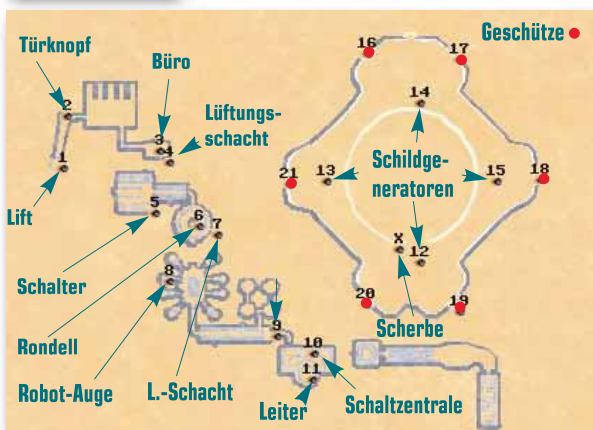 16
17
Geschütze
Türknopf
Büro
2
14
Lüftungs-
schacht
3
4
1
13
Schildge-
neratoren
15
21
18
Lift
5
6
7
X
12
Schalter
8
20
19
Scherbe
Rondell
9
10
11
Robot-Auge
L.-Schacht
Leiter
Schaltzentrale